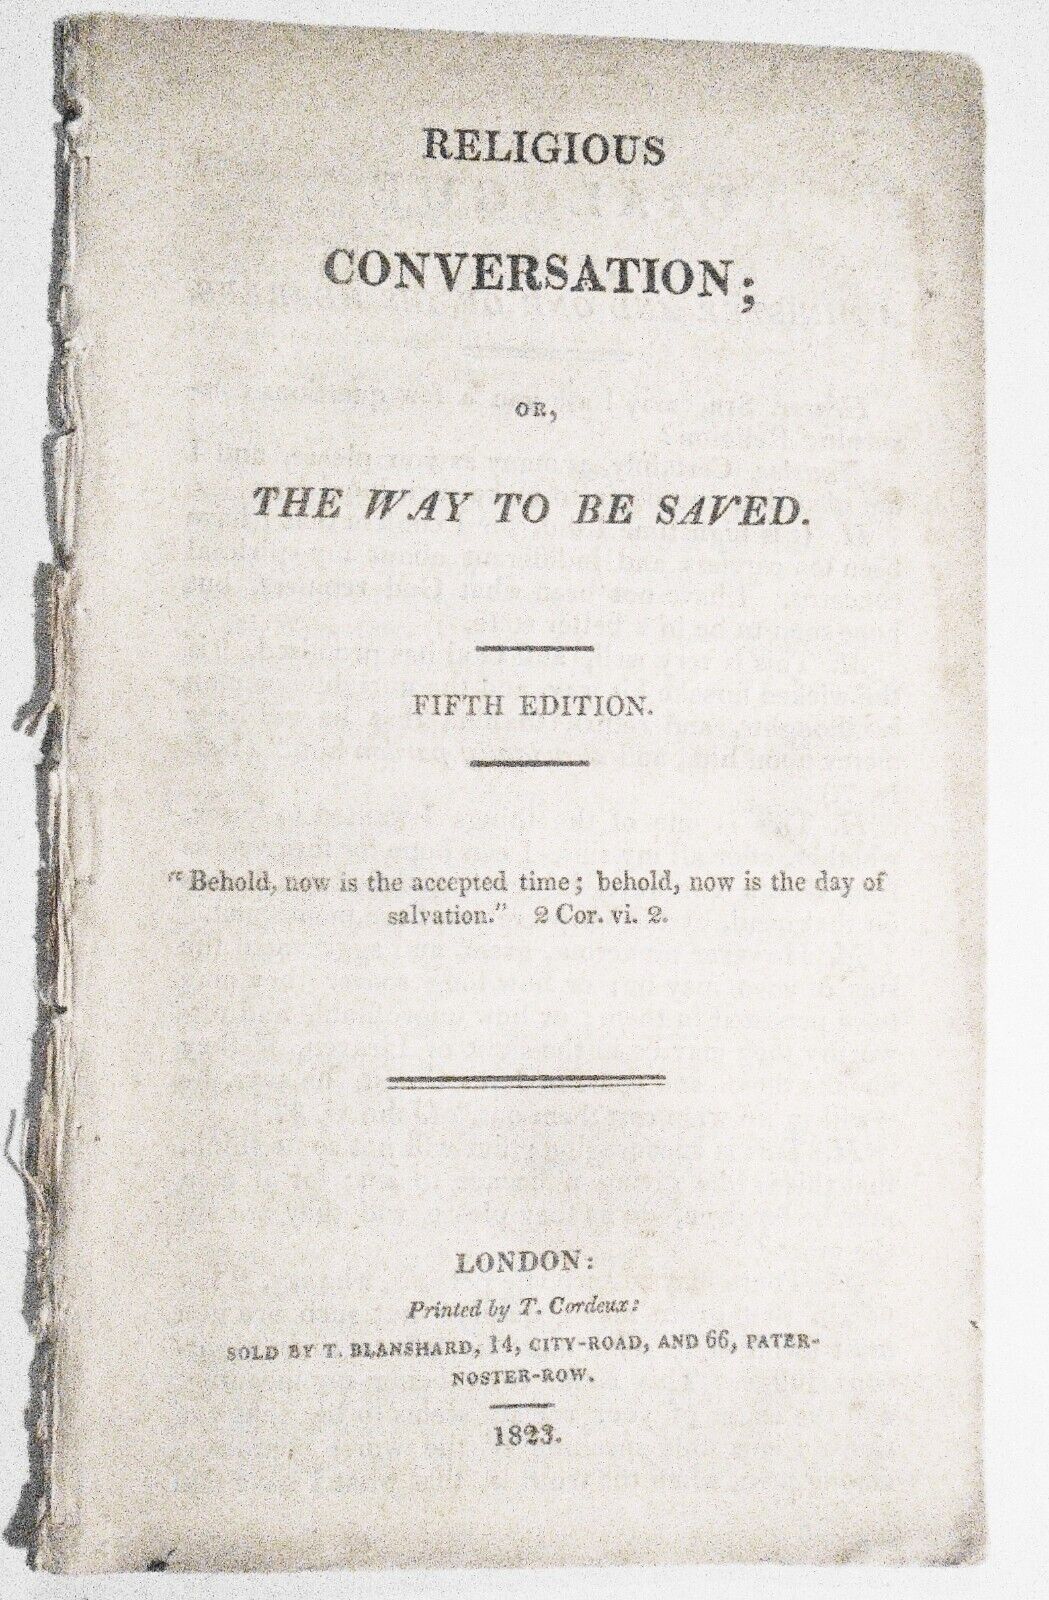 RELIGIOUS
CONVERSATION;
OR,
THE WAY TO BE SAVED.
FIFTH EDITION.
"Behold, now is the accepted time; behold, now is the day of
salvation." 2 Cor. vi. 2.
LONDON:
Printed by T. Cordeux:
SOLD BY T. BLANSHARD, 14, CITY-ROAD, AND 66, PATER-
NOSTER-ROW.
1823.